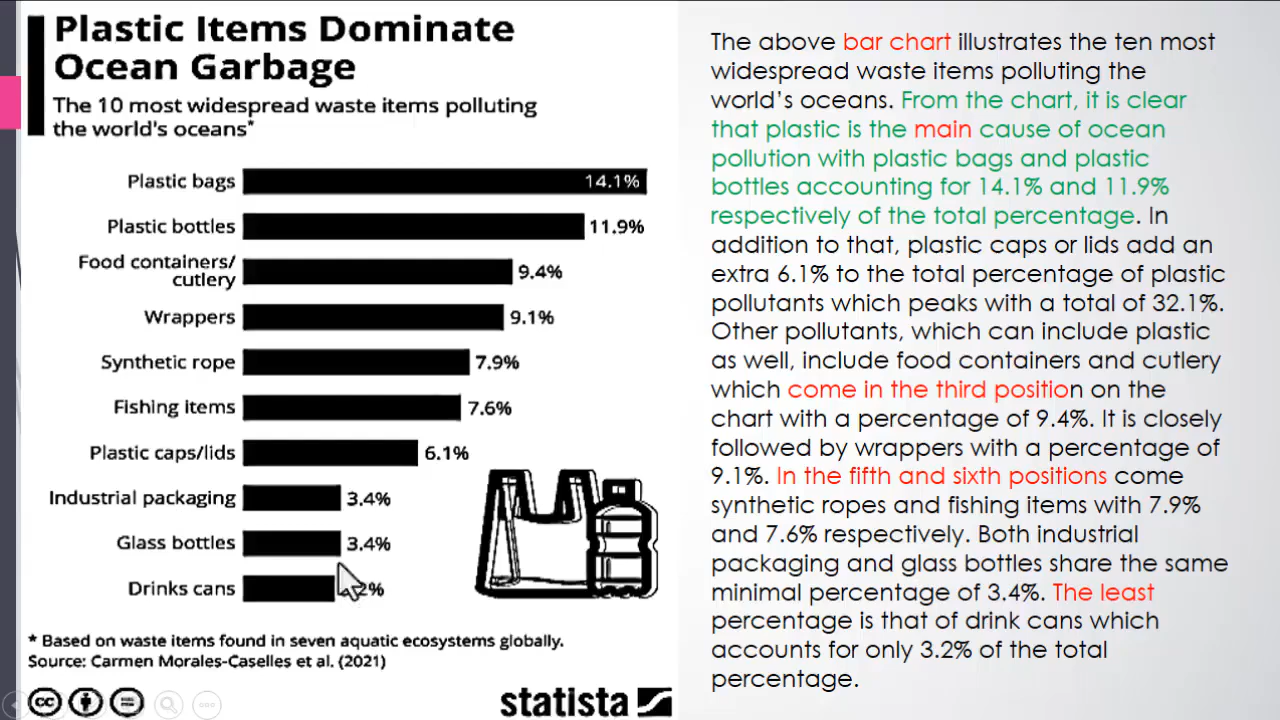 Plastic Items Dominate
Ocean Garbage
The 10 most widespread waste items polluting
the world's oceans*
Plastic bags 14.1%
Plastic bottles 11.9%
Food containers/
cutlery 9.4%
Wrappers 9.1%
Synthetic rope 7.9%
Fishing items 7.6%
Plastic caps/lids 6.1%
Industrial packaging 3.4%
Glass bottles 3.4%
Drinks cans
* Based on waste items found in seven aquatic ecosystems globally.
Source: Carmen Morales-Caselles et al. (2021)
cc
statista
The above bar chart illustrates the ten most
widespread waste items polluting the
world's oceans. From the chart, it is clear
that plastic is the main cause of ocean
pollution with plastic bags and plastic
bottles accounting for 14.1% and 11.9%
respectively of the total percentage. In
addition to that, plastic caps or lids add an
extra 6.1% to the total percentage of plastic
pollutants which peaks with a total of 32.1%.
Other pollutants, which can include plastic
as well, include food containers and cutlery
which come in the third position on the
chart with a percentage of 9.4%. It is closely
followed by wrappers with a percentage of
9.1%. In the fifth and sixth positions come
synthetic ropes and fishing items with 7.9%
and 7.6% respectively. Both industrial
packaging and glass bottles share the same
minimal percentage of 3.4%. The least
percentage is that of drink cans which
accounts for only 3.2% of the total
percentage.